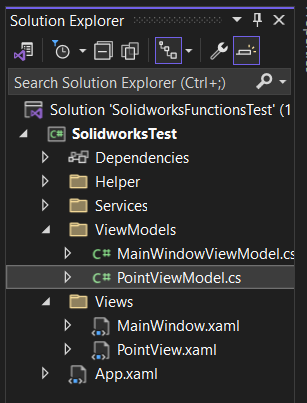 Solution Explorer
Search Solution Explorer (Ctrl+;)
Solution 'SolidworksFunctionsTest' (1
C# SolidworksTest
Dependencies
Helper
Services
ViewModels
C# MainWindowViewModel.cs
C# PointViewModel.cs
Views
MainWindow.xaml
PointView.xaml
App.xaml